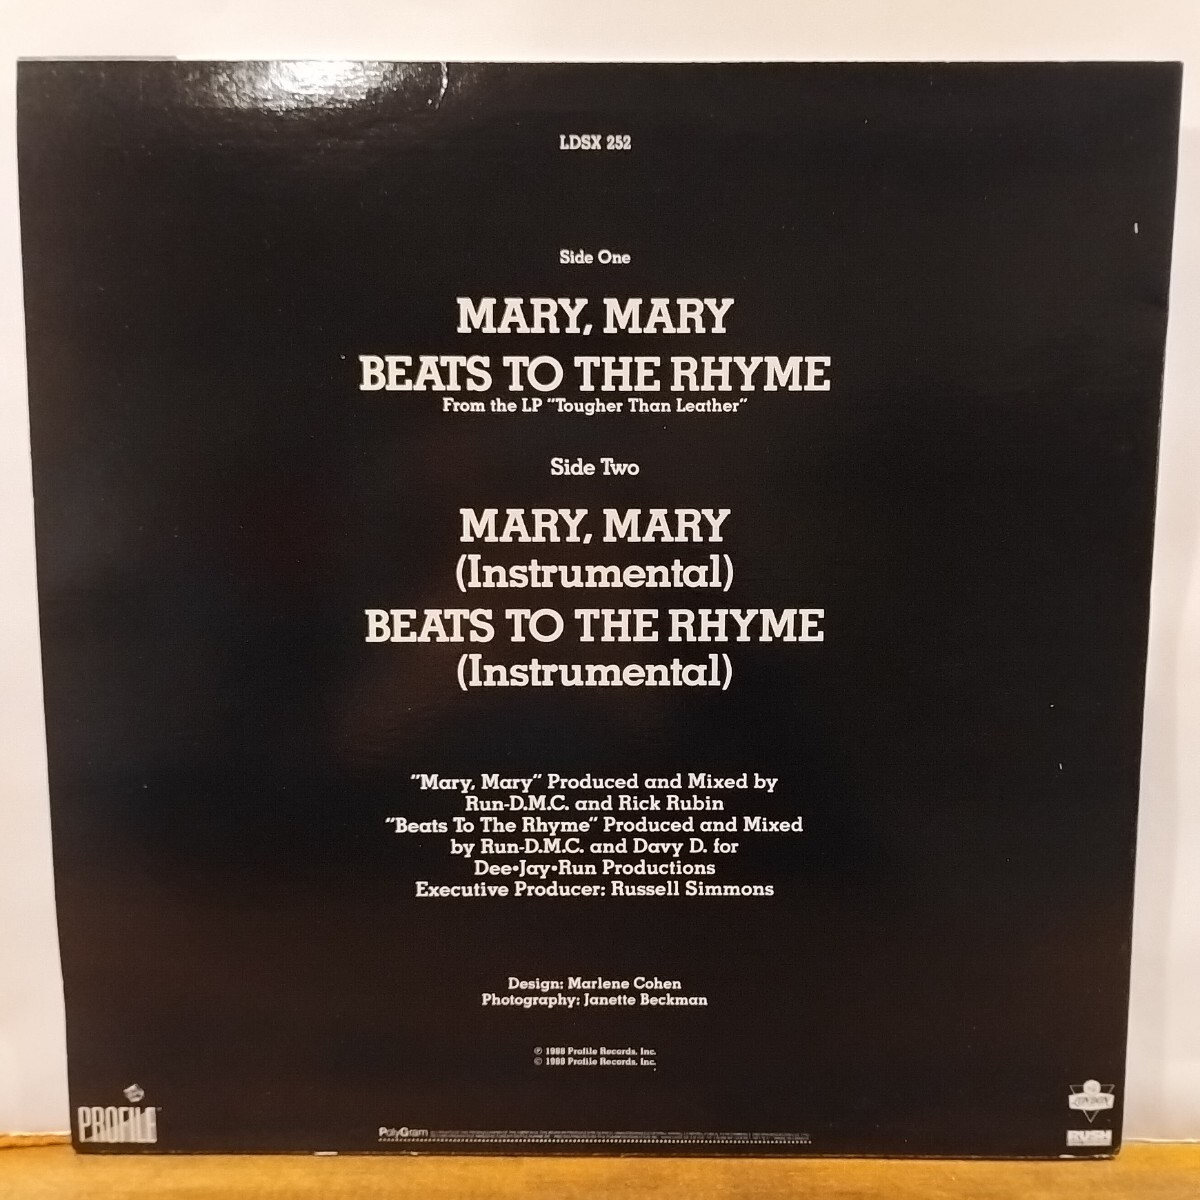 LDSX 252
Side One
MARY, MARY
BEATS TO THE RHYME
From the LP "Tougher Than Leather"
Side Two
MARY, MARY
(Instrumental)
BEATS TO THE RHYME
(Instrumental)
"Mary, Mary" Produced and Mixed by
Run-D.M.C. and Rick Rubin
"Beats To The Rhyme" Produced and Mixed
by Run-D.M.C. and Davy D. for
Dee•Jay•Run Productions
Executive Producer: Russell Simmons
Design: Marlene Cohen
Photography: Janette Beckman
℗ 1988 Profile Records, Inc.
© 1988 Profile Records, Inc.
PROFILE™
PolyGram
LONDON
RUSH